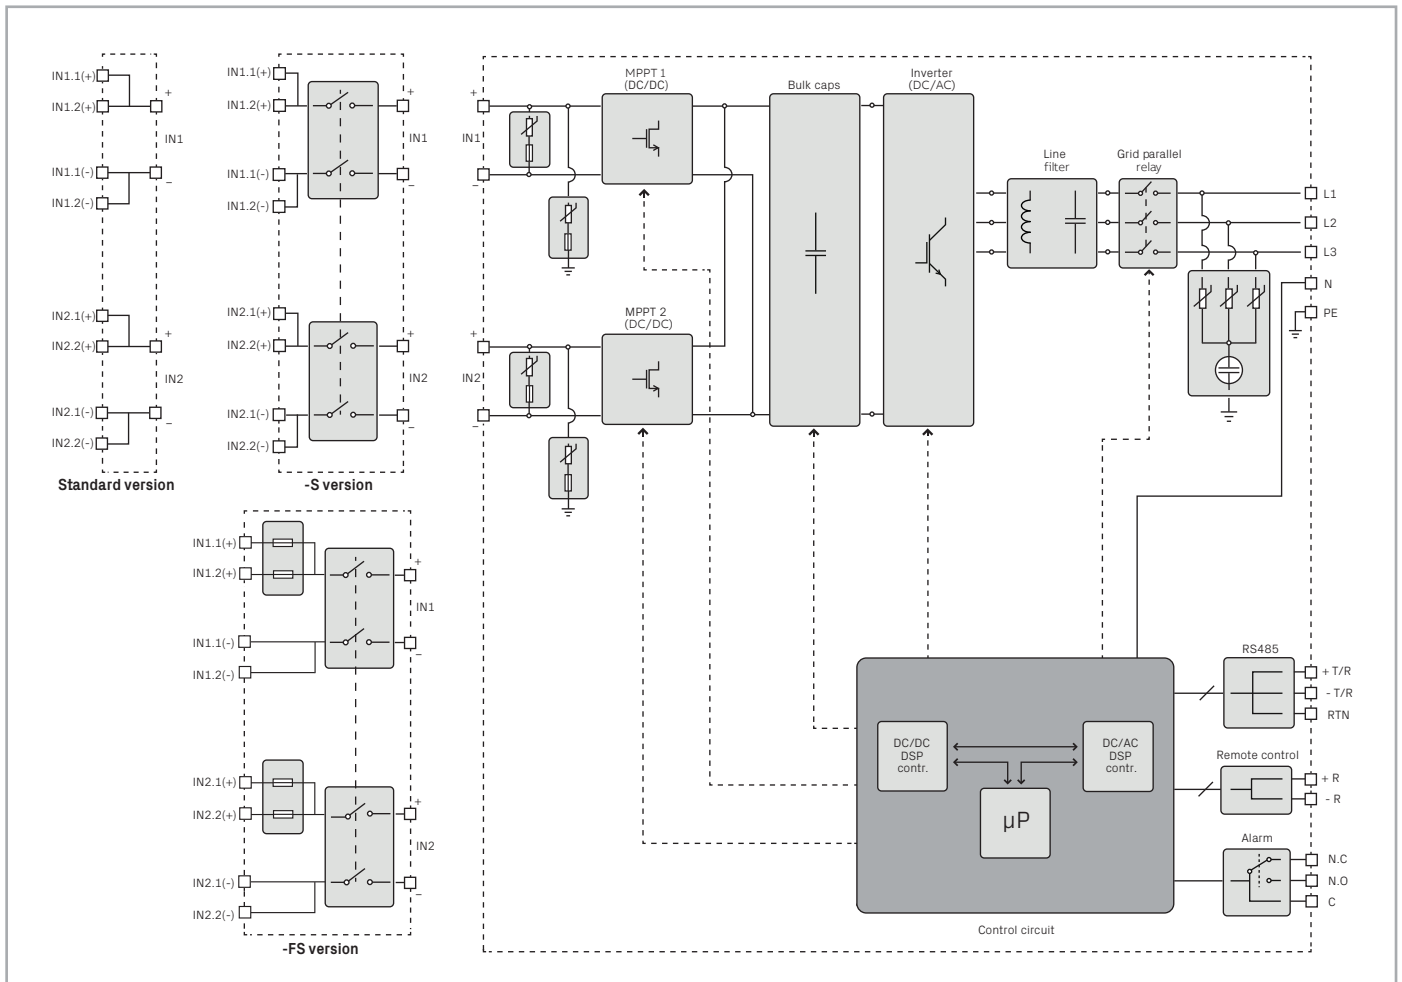 IN1.1(+)
IN1.2(+)
+
IN1
IN1.1(-)
–
IN1.2(-)
IN2.1(+)
+
IN2.2(+)
IN2
IN2.1(-)
–
IN2.2(-)
Standard version
IN1.1(+)
+
IN1.2(+)
IN1
IN1.1(-)
–
IN1.2(-)
IN2.1(+)
+
IN2.2(+)
IN2
IN2.1(-)
–
IN2.2(-)
-S version
IN1.1(+)
+
IN1.2(+)
IN1
IN1.1(-)
–
IN1.2(-)
IN2.1(+)
+
IN2.2(+)
IN2
IN2.1(-)
–
IN2.2(-)
-FS version
+
IN1
–
+
IN2
–
MPPT 1
(DC/DC)
MPPT 2
(DC/DC)
Bulk caps
Inverter
(DC/AC)
Line
filter
Grid parallel
relay
L1
L2
L3
N
PE
DC/DC
DSP
contr.
DC/AC
DSP
contr.
µP
Control circuit
RS485
+ T/R
- T/R
RTN
Remote control
+ R
- R
Alarm
N.C
N.O
C